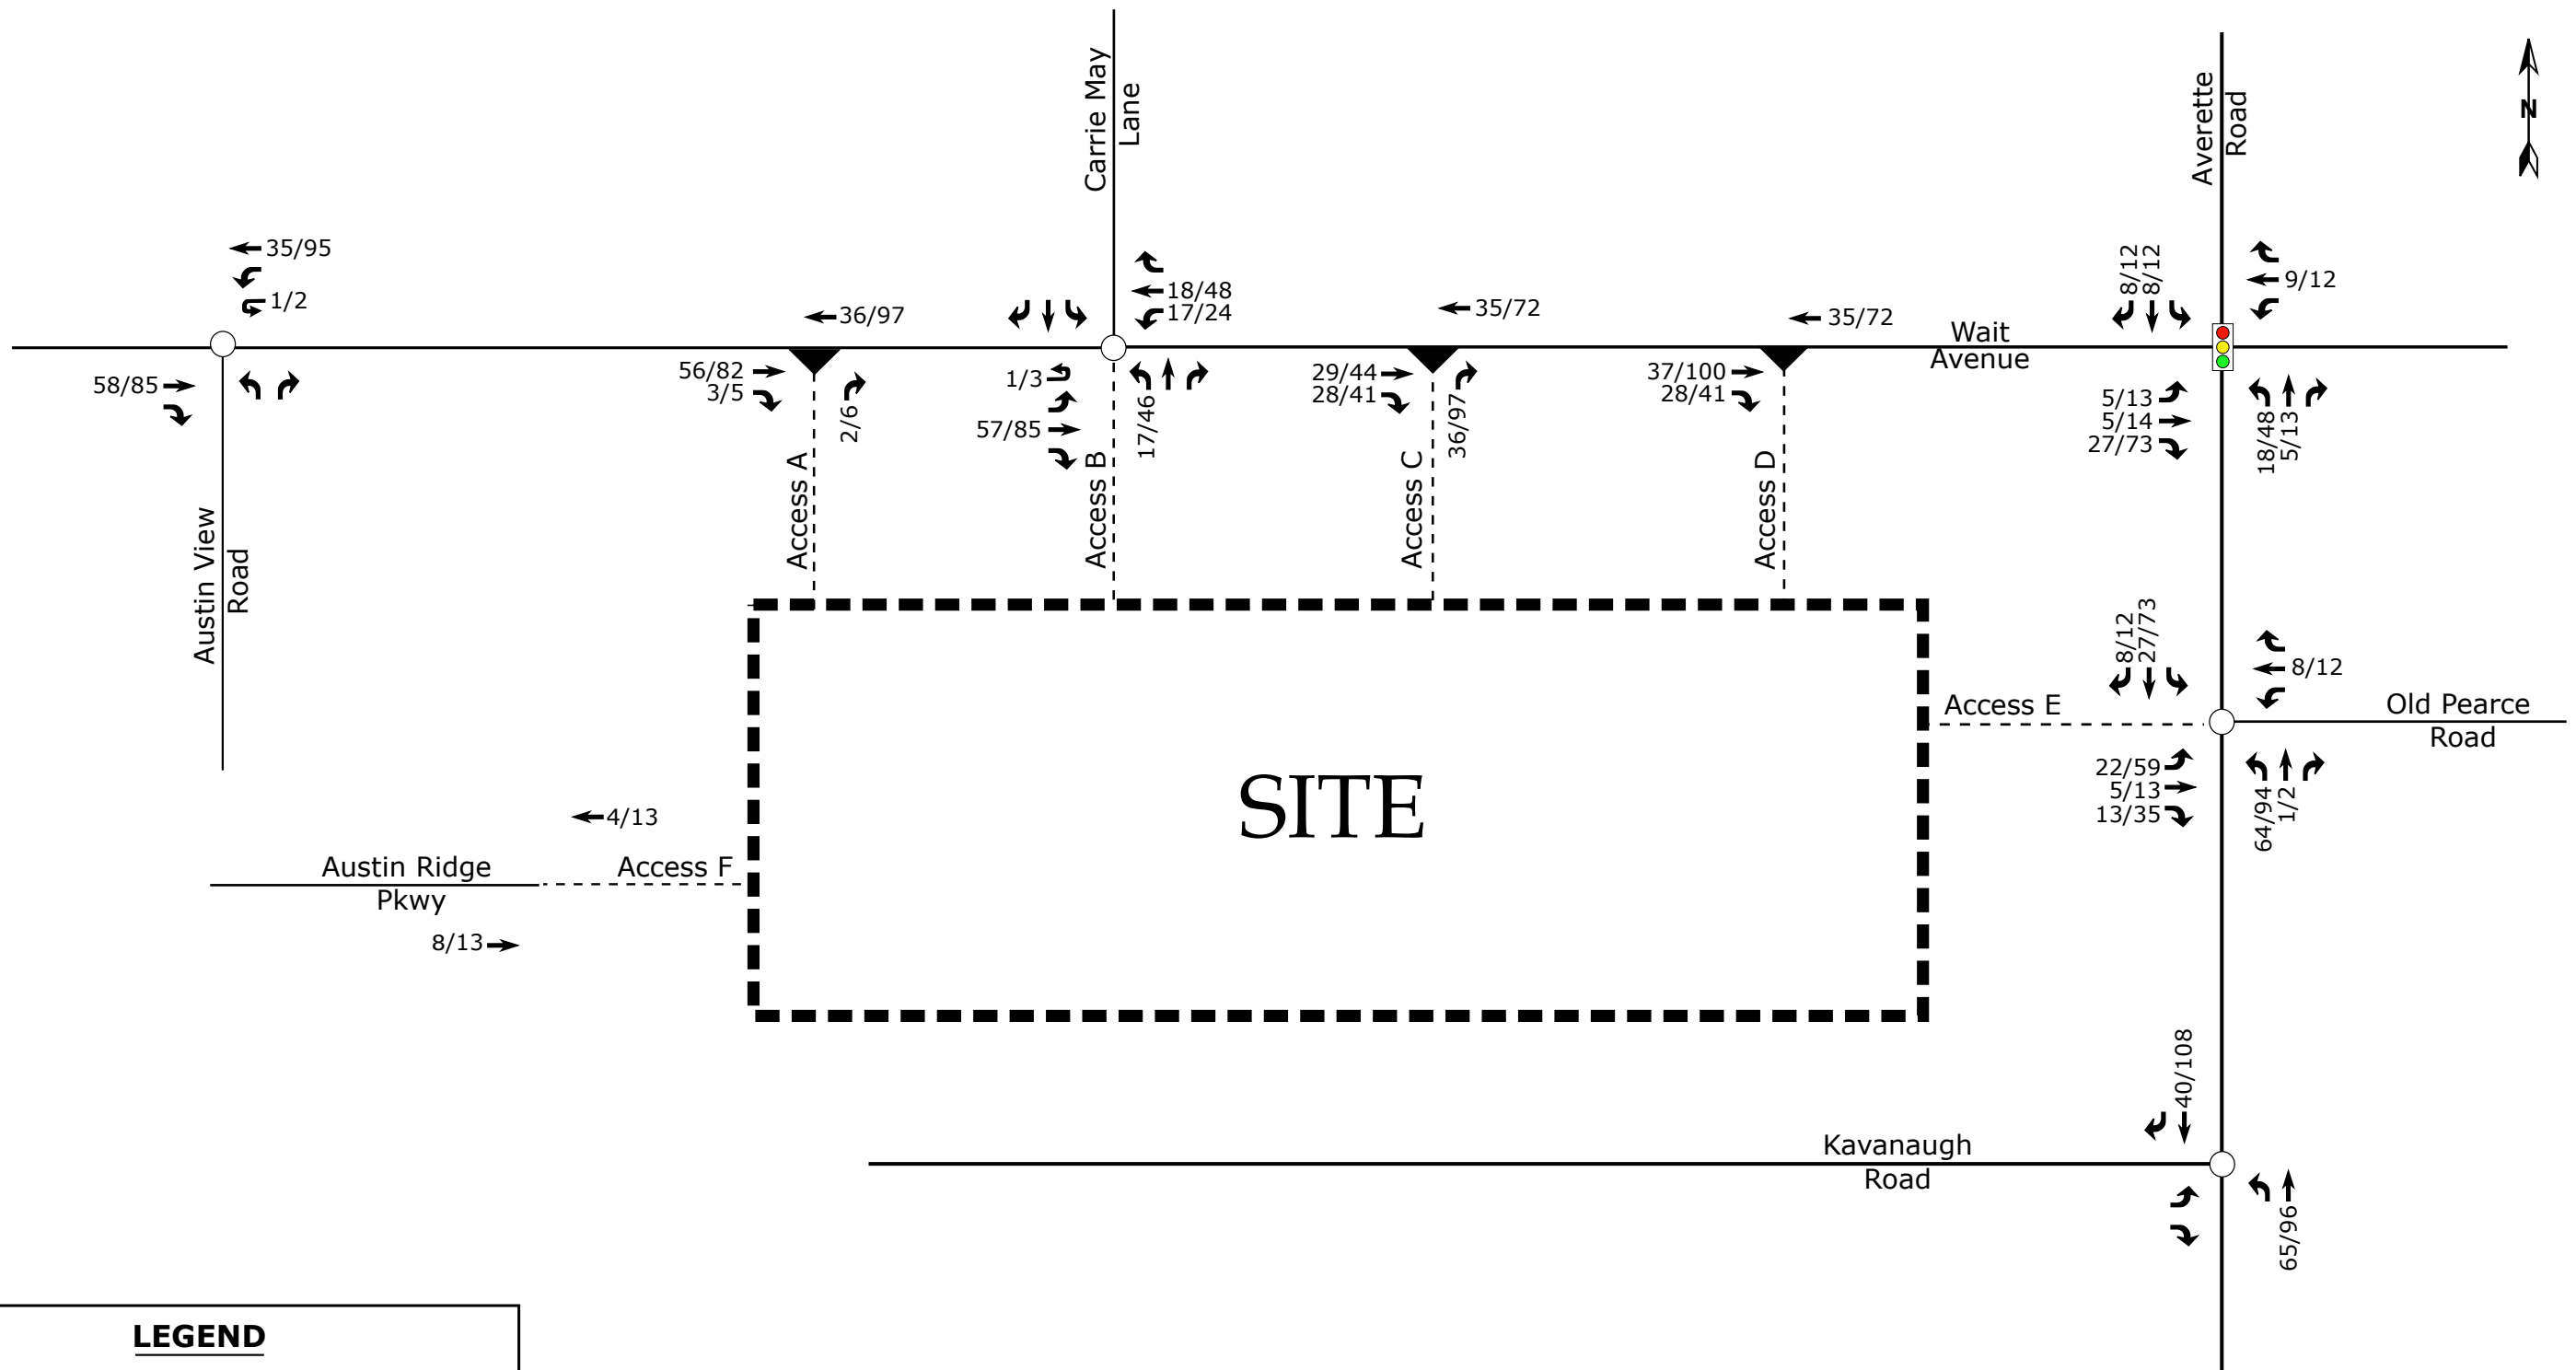 Carrie May
Lane
Averette
Road
N
35/95
1/2
58/85
Austin View
Road
36/97
56/82
3/5
2/6
Access A
18/48
17/24
1/3
57/85
17/46
Access B
35/72
29/44
28/41
36/97
Access C
35/72
37/100
28/41
Access D
Wait
Avenue
8/12
8/12
9/12
5/13
5/14
27/73
18/48
5/13
SITE
Access E
8/12
27/73
8/12
Old Pearce
Road
22/59
5/13
13/35
64/94
1/2
4/13
Austin Ridge
Pkwy
Access F
8/13
Kavanaugh
Road
40/108
65/96
LEGEND